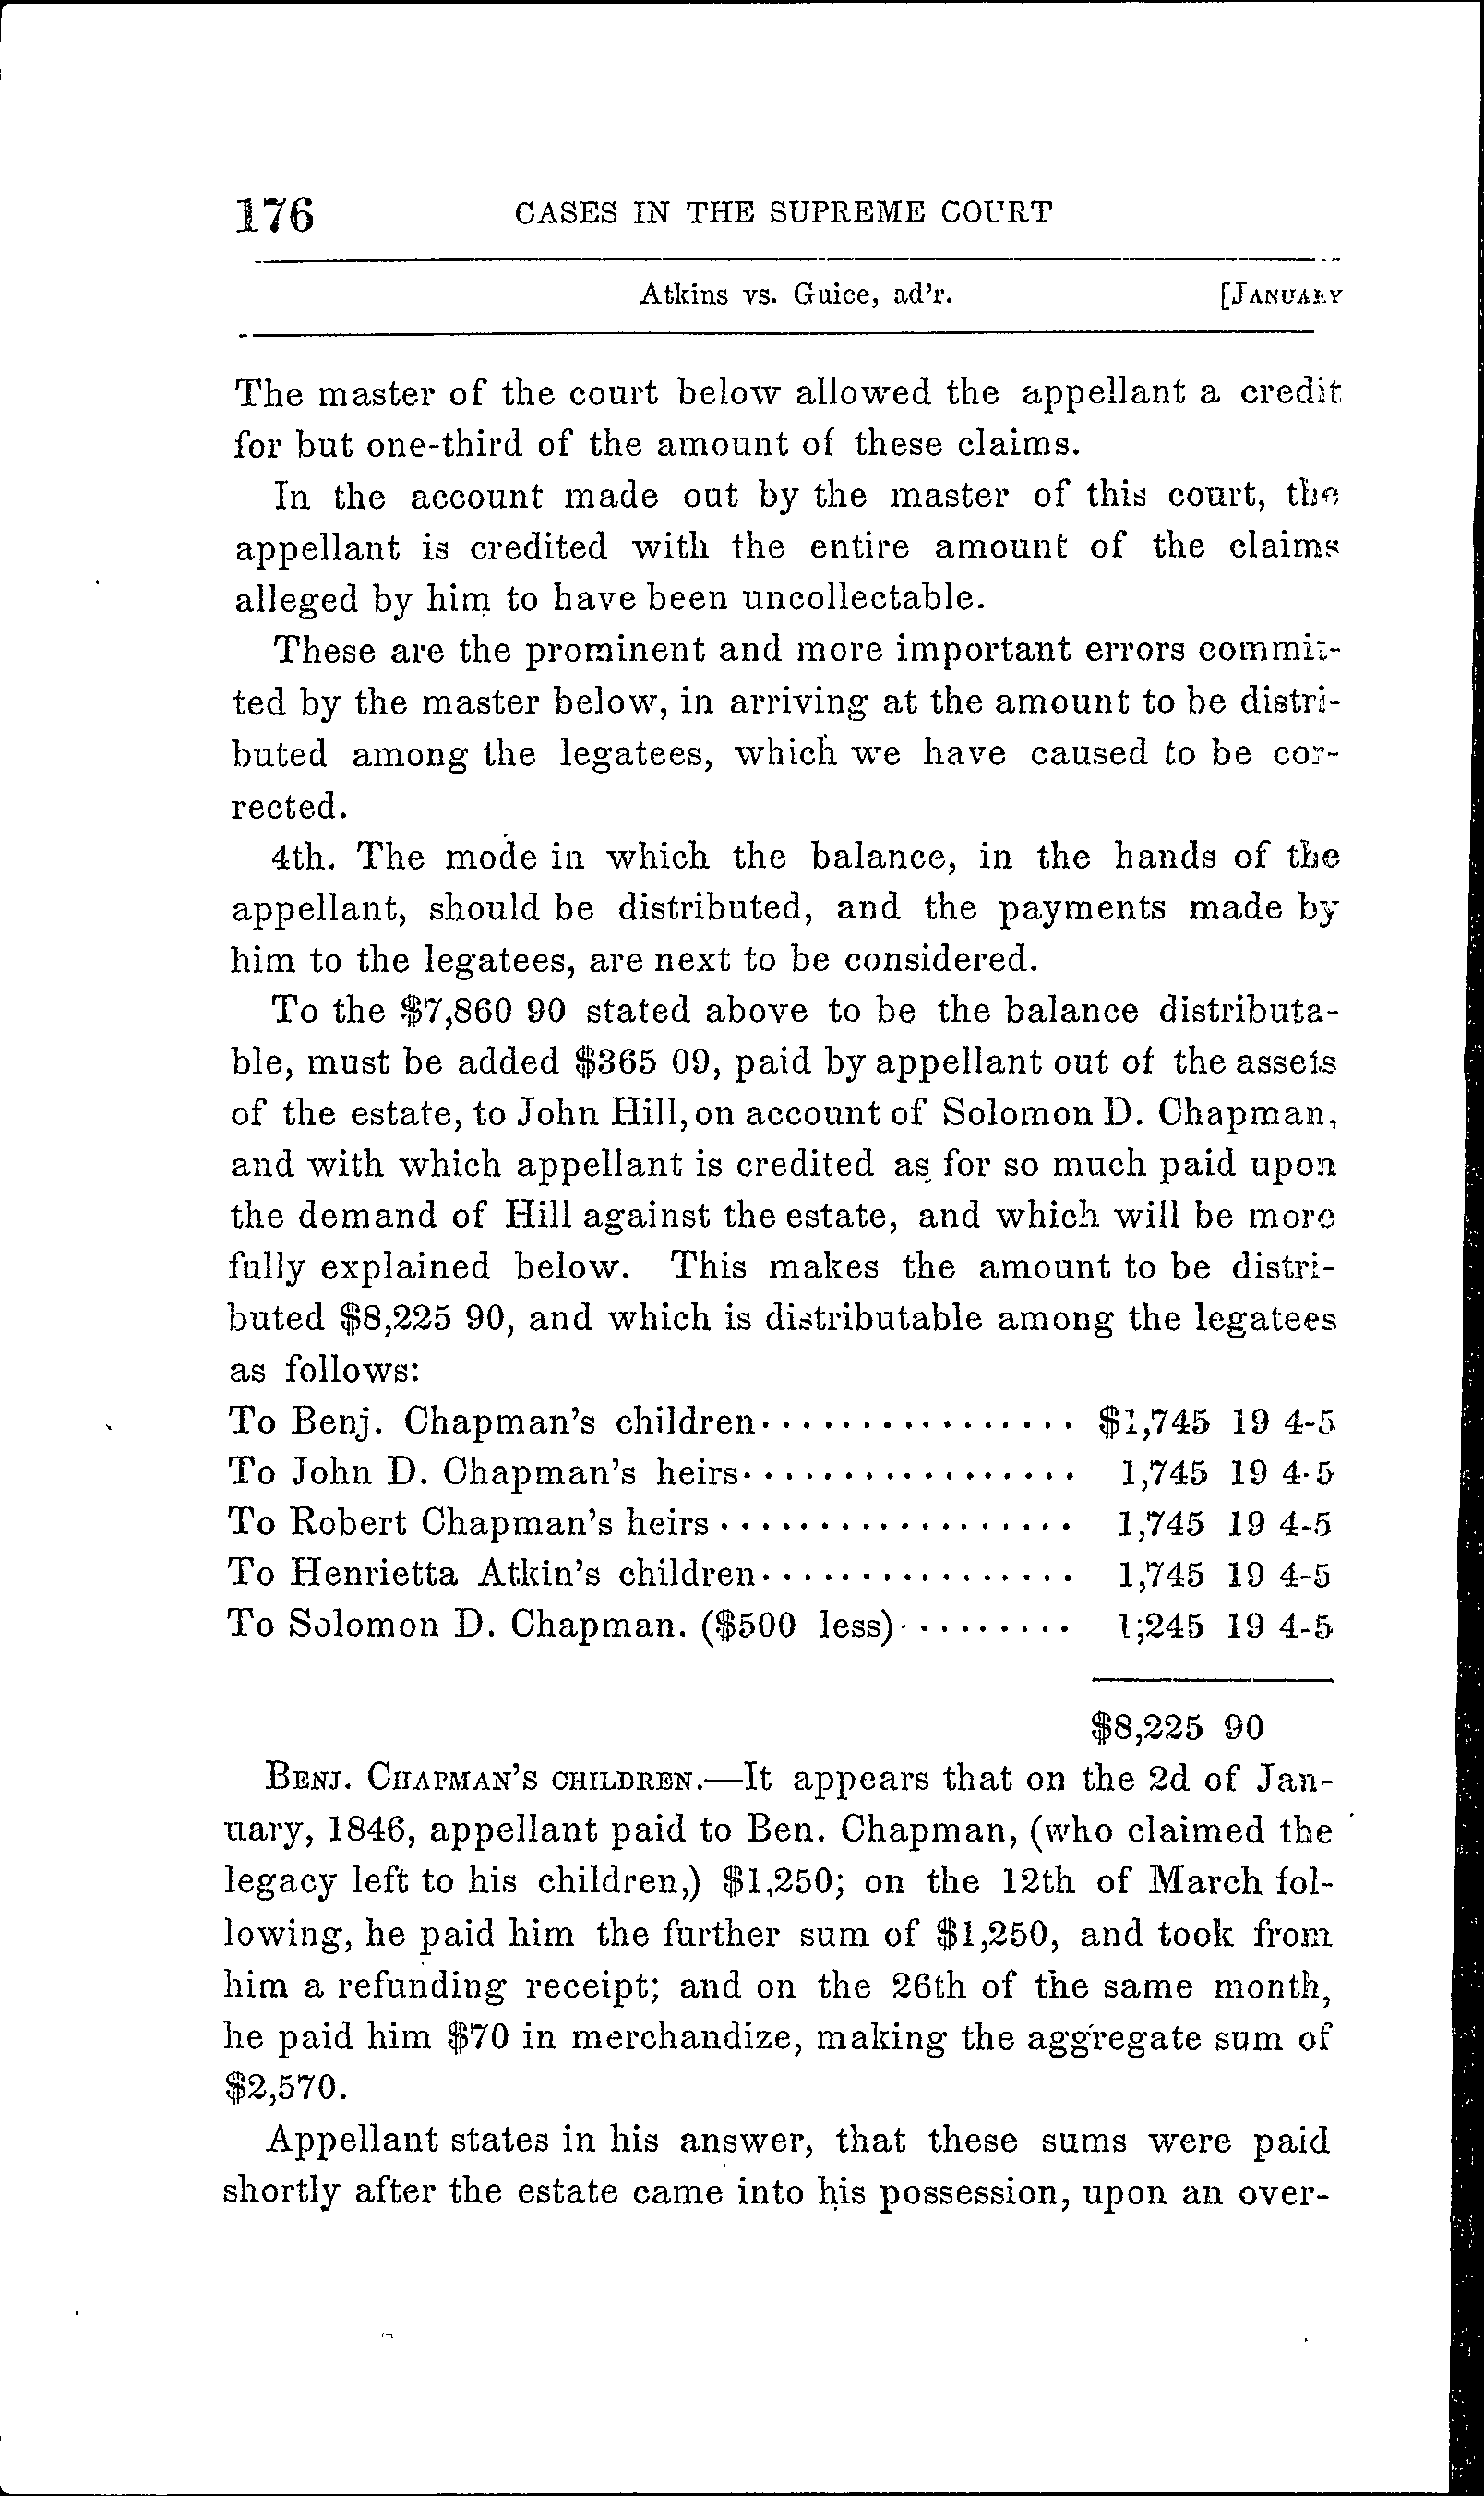 176 CASES IN THE SUPREME COURT
Atkins vs. Guice, ad'r. [JANUARY
The master of the court below allowed the appellant a credit
for but one-third of the amount of these claims.
In the account made out by the master of this court, the
appellant is credited with the entire amount of the claims
alleged by him to have been uncollectable.
These are the prominent and more important errors commit-
ted by the master below, in arriving at the amount to be distri-
buted among the legatees, which we have caused to be cor-
rected.
4th. The mode in which the balance, in the hands of the
appellant, should be distributed, and the payments made by
him to the legatees, are next to be considered.
To the $7,860 90 stated above to be the balance distributa-
ble, must be added $365 09, paid by appellant out of the assets
of the estate, to John Hill, on account of Solomon D. Chapman,
and with which appellant is credited as for so much paid upon
the demand of Hill against the estate, and which will be more
fully explained below. This makes the amount to be distri-
buted $8,225 90, and which is distributable among the legatees
as follows:
To Benj. Chapman's children................ $1,745 19 4-5
To John D. Chapman's heirs................. 1,745 19 4-5
To Robert Chapman's heirs.................. 1,745 19 4-5
To Henrietta Atkin's children................ 1,745 19 4-5
To Solomon D. Chapman. ($500 less)......... 1;245 19 4-5
$8,225 90
BENJ. CHAPMAN'S CHILDREN.—It appears that on the 2d of Jan-
uary, 1846, appellant paid to Ben. Chapman, (who claimed the
legacy left to his children,) $1,250; on the 12th of March fol-
lowing, he paid him the further sum of $1,250, and took from
him a refunding receipt; and on the 26th of the same month,
he paid him $70 in merchandize, making the aggregate sum of
$2,570.
Appellant states in his answer, that these sums were paid
shortly after the estate came into his possession, upon an over-